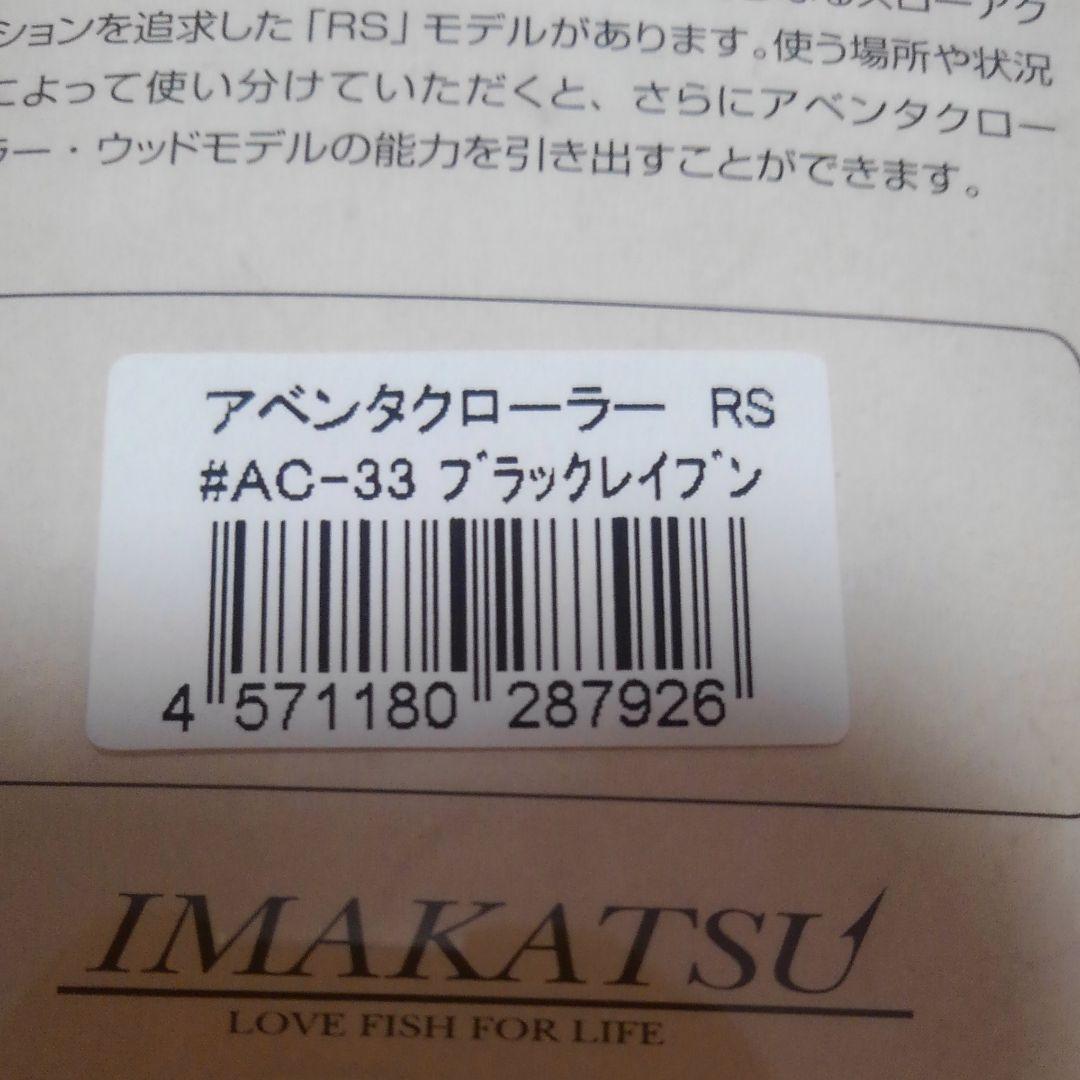 ションを追求した「RS」モデルがあります。使う場所や状況
によって使い分けていただくと、さらにアベンタクロー
ラー・ウッドモデルの能力を引き出すことができます。
アベンタクローラー RS
#AC-33 ﾌﾞﾗｯｸﾚｲﾌﾞﾝ
4 571180 287926
IMAKATSU
LOVE FISH FOR LIFE